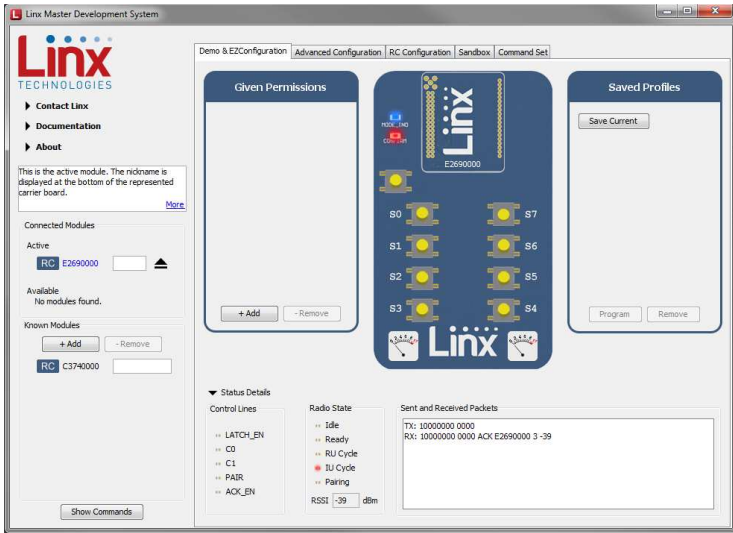 Linx Master Development System
Linx
TECHNOLOGIES
Contact Linx
Documentation
About
This is the active module. The nickname is
displayed at the bottom of the represented
carrier board.
More
Connected Modules
Active
RC E2690000
Available
No modules found.
Known Modules
+ Add - Remove
RC C3740000
Show Commands
Demo & EZConfiguration Advanced Configuration RC Configuration Sandbox Command Set
Given Permissions
+ Add - Remove
Linx
MODE_IND
CONFIRM
E2690000
S0 S7
S1 S6
S2 S5
S3 S4
Linx
Saved Profiles
Save Current
Program Remove
Status Details
Control Lines
LATCH_EN
C0
C1
PAIR
ACK_EN
Radio State
Idle
Ready
RU Cycle
IU Cycle
Pairing
RSSI -39 dBm
Sent and Received Packets
TX: 10000000 0000
RX: 10000000 0000 ACK E2690000 3 -39